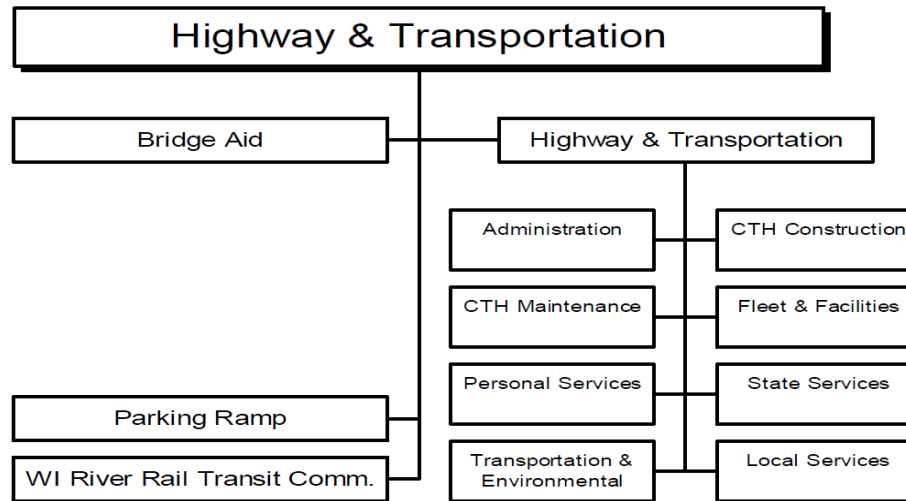 Highway & Transportation
Bridge Aid
Highway & Transportation
Administration
CTH Construction
CTH Maintenance
Fleet & Facilities
Personal Services
State Services
Parking Ramp
Transportation &
Environmental
Local Services
WI River Rail Transit Comm.